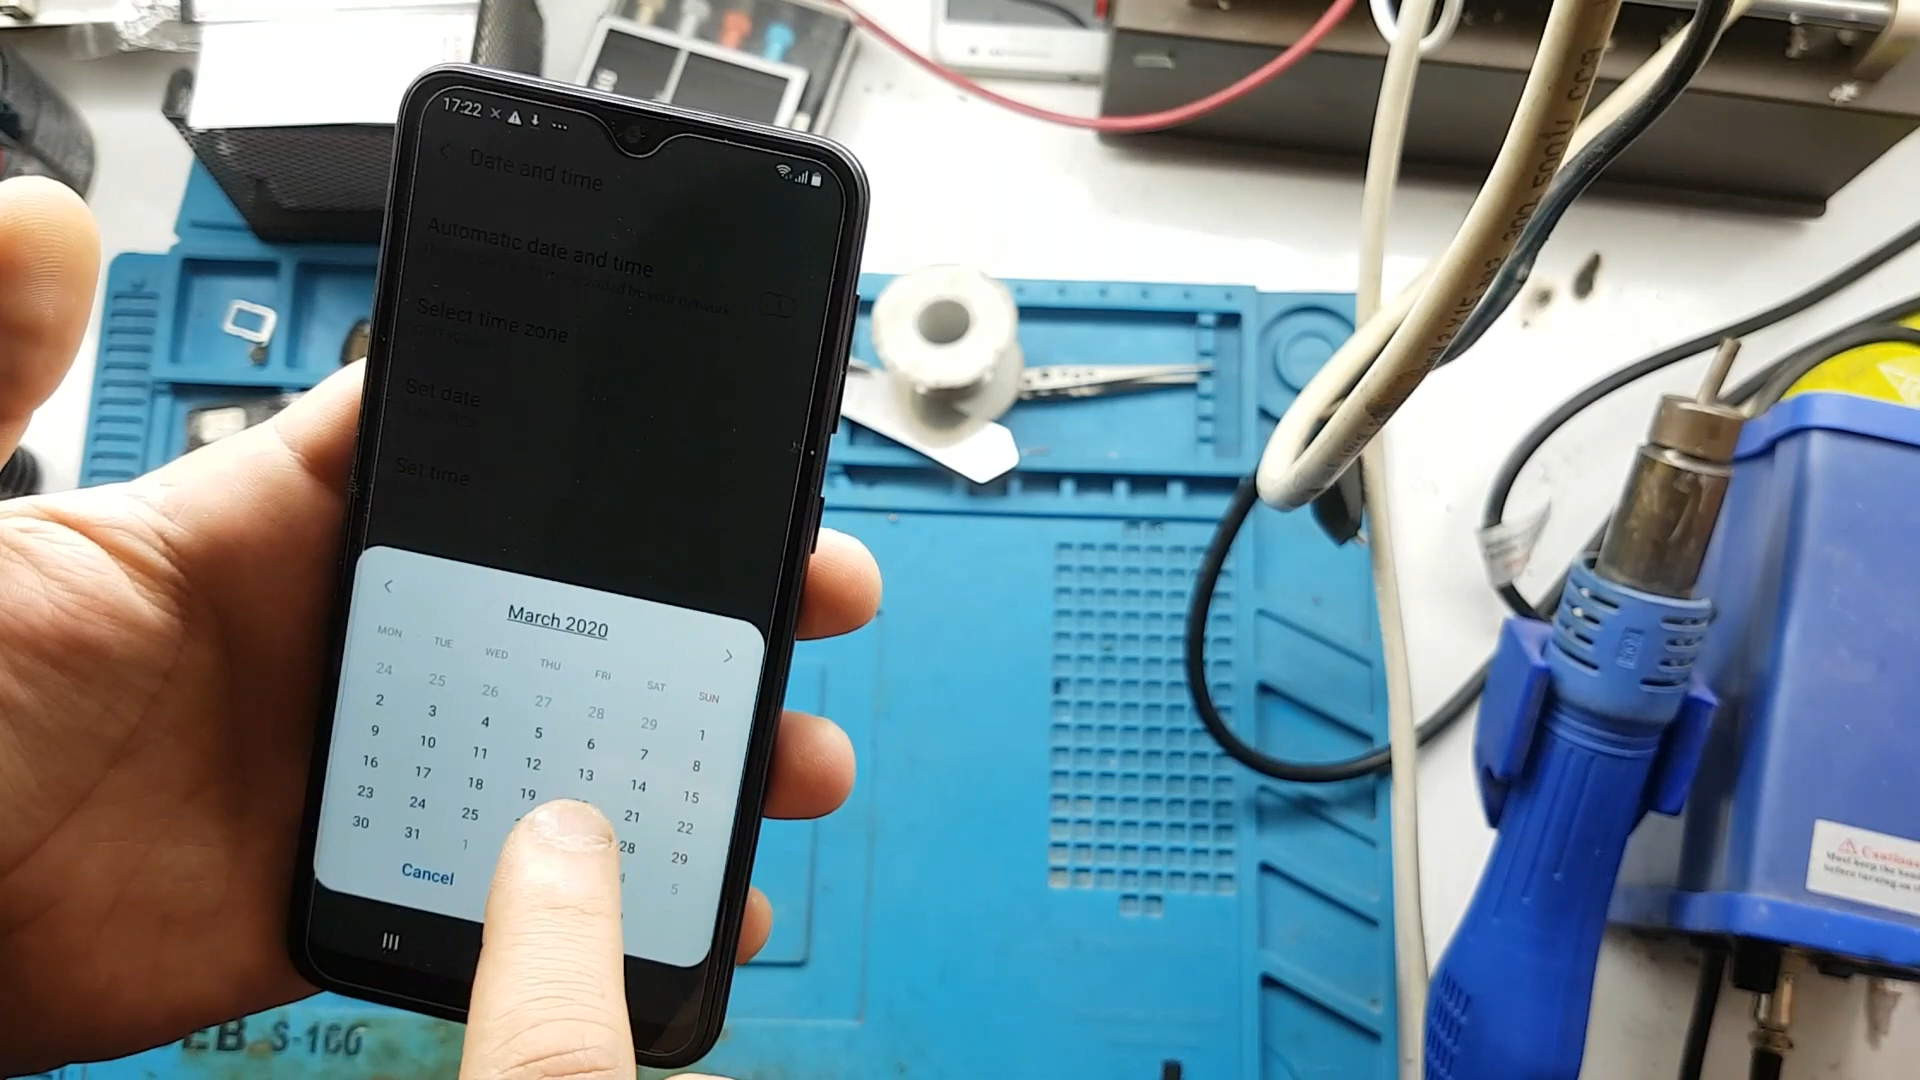 17:22
Date and time
Automatic date and time
Select time zone
Set date
Set time
March 2020
MON TUE WED THU FRI SAT SUN
24 25 26 27 28 29 1
2 3 4 5 6 7 8
9 10 11 12 13 14 15
16 17 18 19 21 22
23 24 25 28 29
30 31 1 4 5
Cancel
S-160
Caution